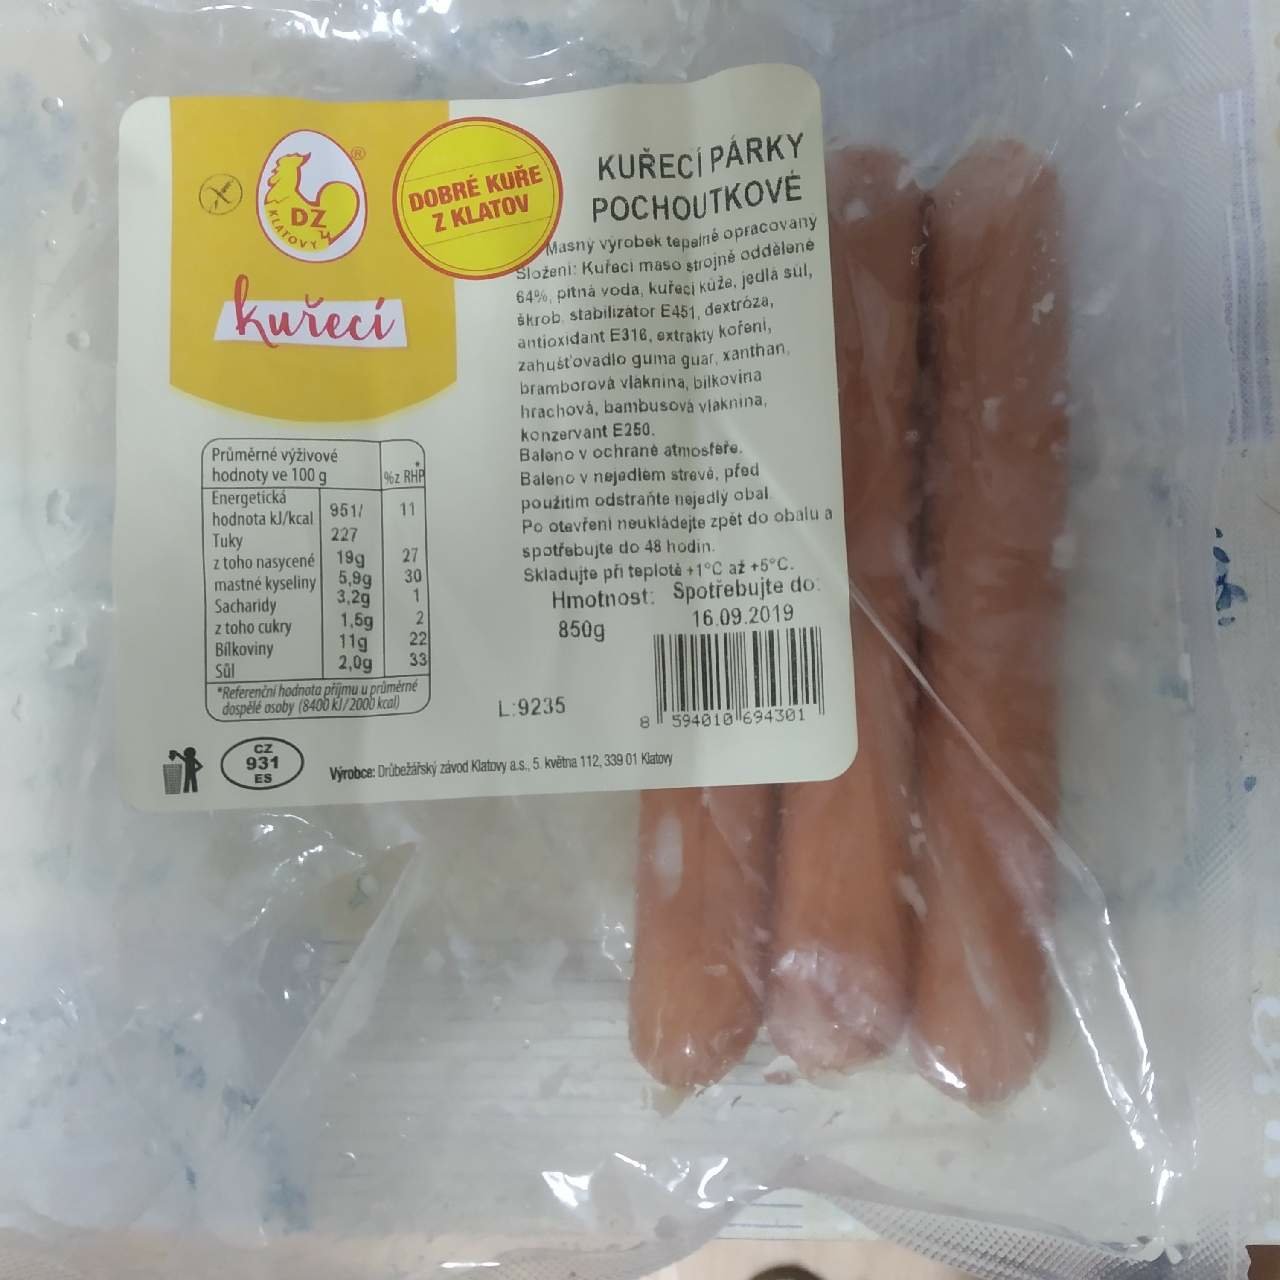 DZ
KLATOVY
®
kuřecí
DOBRÉ KUŘE
Z KLATOV
KUŘECÍ PÁRKY
POCHOUTKOVÉ
Masný výrobek tepelně opracovaný
Složení: Kuřecí maso strojně oddělené
64%, pitná voda, kuřecí kůže, jedlá sůl,
škrob, stabilizátor E451, dextróza,
antioxidant E316, extrakty koření,
zahušťovadlo guma guar, xanthan,
bramborová vláknina, bílkovina
hrachová, bambusová vláknina,
konzervant E250.
Baleno v ochrané atmosféře.
Baleno v nejedlém střevě, před
použitím odstraňte nejedlý obal.
Po otevření neukládejte zpět do obalu a
spotřebujte do 48 hodin.
Skladujte při teplotě +1°C až +5°C.
Hmotnost: Spotřebujte do:
850g 16.09.2019
L:9235
8 594010 694301
Průměrné výživové
hodnoty ve 100 g %z RHP*
Energetická
hodnota kJ/kcal 951/ 11
Tuky 227
z toho nasycené 19g 27
mastné kyseliny 5,9g 30
Sacharidy 3,2g 1
z toho cukry 1,5g 2
Bílkoviny 11g 22
Sůl 2,0g 33
*Referenční hodnota příjmu u průměrné
dospělé osoby (8400 kJ/2000 kcal)
CZ
931
ES
Výrobce: Drůbežářský závod Klatovy a.s., 5. května 112, 339 01 Klatovy